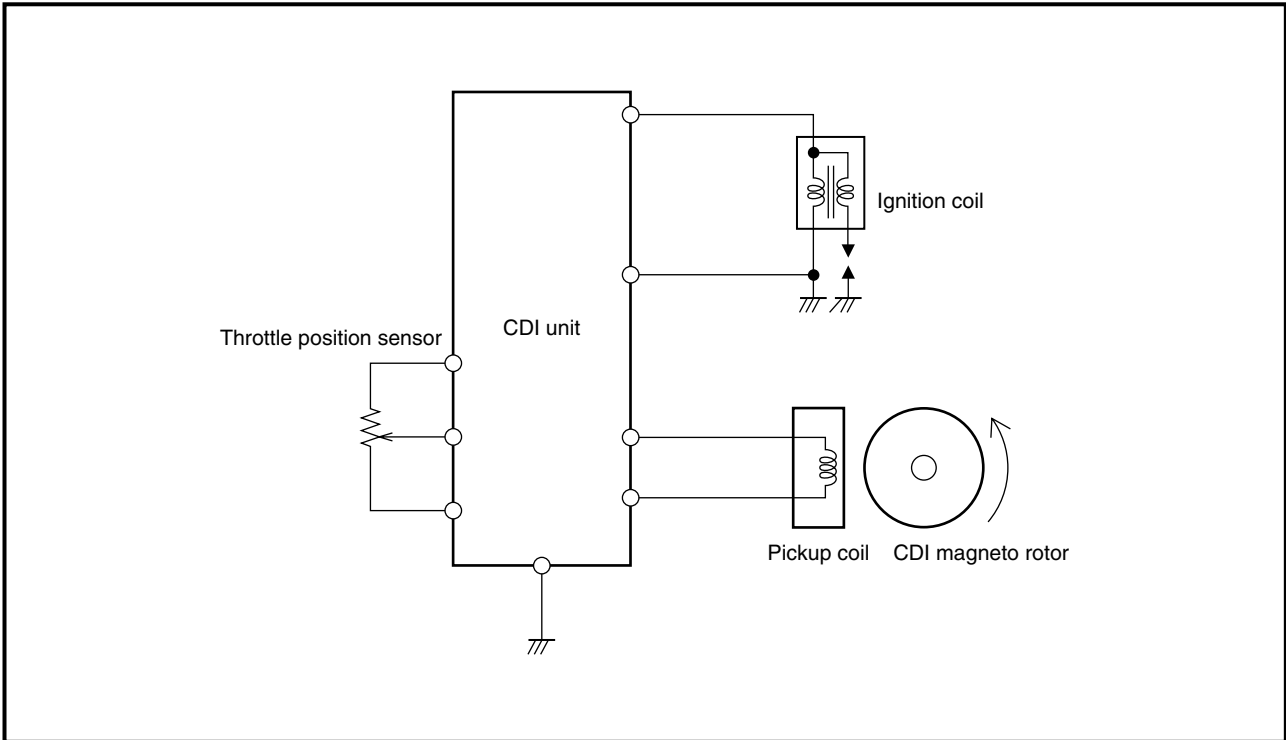 Ignition coil
CDI unit
Throttle position sensor
Pickup coil
CDI magneto rotor